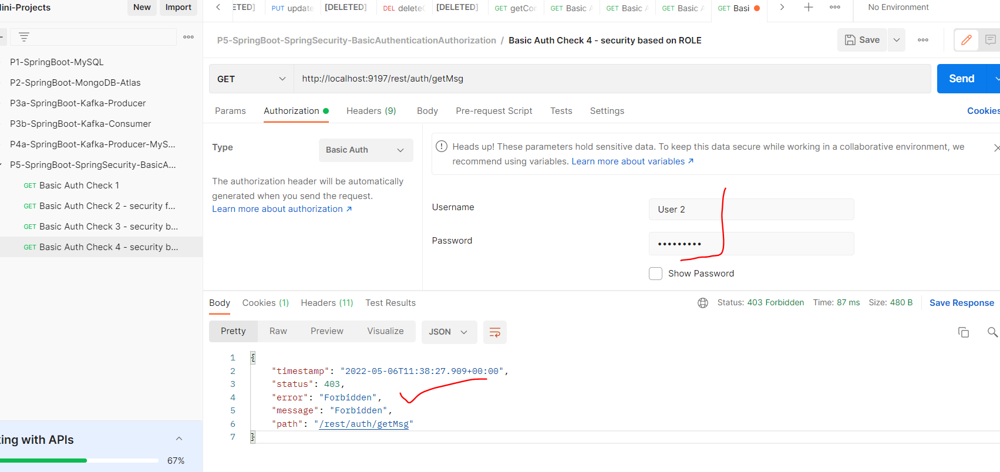 Mini-Projects New Import
ETED] PUT update [DELETED] DEL delete [DELETED] GET getCor GET Basic A GET Basic A GET Basic A GET Basi No Environment
P5-SpringBoot-SpringSecurity-BasicAuthenticationAuthorization / Basic Auth Check 4 - security based on ROLE Save
P1-SpringBoot-MySQL
P2-SpringBoot-MongoDB-Atlas
P3a-SpringBoot-Kafka-Producer
P3b-SpringBoot-Kafka-Consumer
P4a-SpringBoot-Kafka-Producer-MyS...
P5-SpringBoot-SpringSecurity-BasicA...
GET Basic Auth Check 1
GET Basic Auth Check 2 - security f...
GET Basic Auth Check 3 - security b...
GET Basic Auth Check 4 - security b...
king with APIs
67%
GET http://localhost:9197/rest/auth/getMsg Send
Params Authorization Headers (9) Body Pre-request Script Tests Settings Cookies
Type Basic Auth
The authorization header will be automatically
generated when you send the request.
Learn more about authorization ↗
Heads up! These parameters hold sensitive data. To keep this data secure while working in a collaborative environment, we
recommend using variables. Learn more about variables ↗
Username User 2
Password •••••••••
Show Password
Body Cookies (1) Headers (11) Test Results Status: 403 Forbidden Time: 87 ms Size: 480 B Save Response
Pretty Raw Preview Visualize JSON
1 {
2 "timestamp": "2022-05-06T11:38:27.909+00:00",
3 "status": 403,
4 "error": "Forbidden",
5 "message": "Forbidden",
6 "path": "/rest/auth/getMsg"
7 }